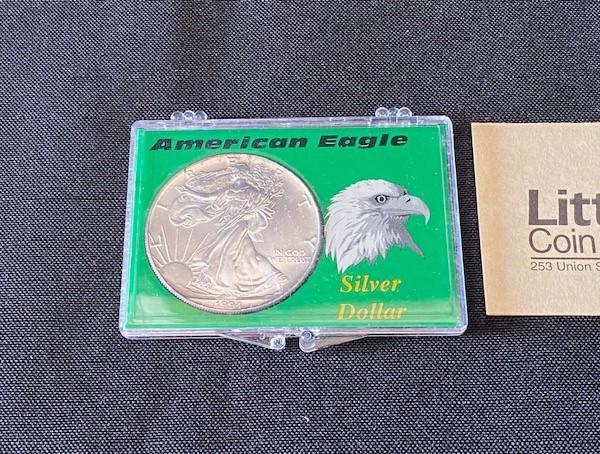 American Eagle
LIBERTY
IN GOD
WE TRUST
Silver
Dollar
Litt
Coin
253 Union S